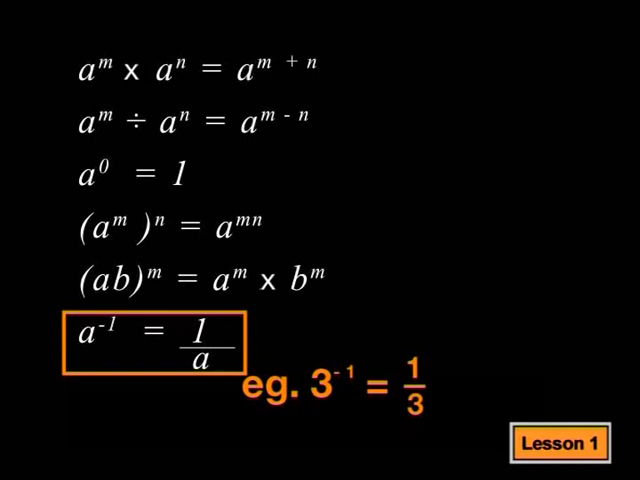 aᵐ x aⁿ = aᵐ ⁺ ⁿ
aᵐ ÷ aⁿ = aᵐ ⁻ ⁿ
a⁰ = 1
(aᵐ )ⁿ = aᵐⁿ
(ab)ᵐ = aᵐ x bᵐ
a⁻¹ = 1/a
eg. 3⁻¹ = 1/3
Lesson 1